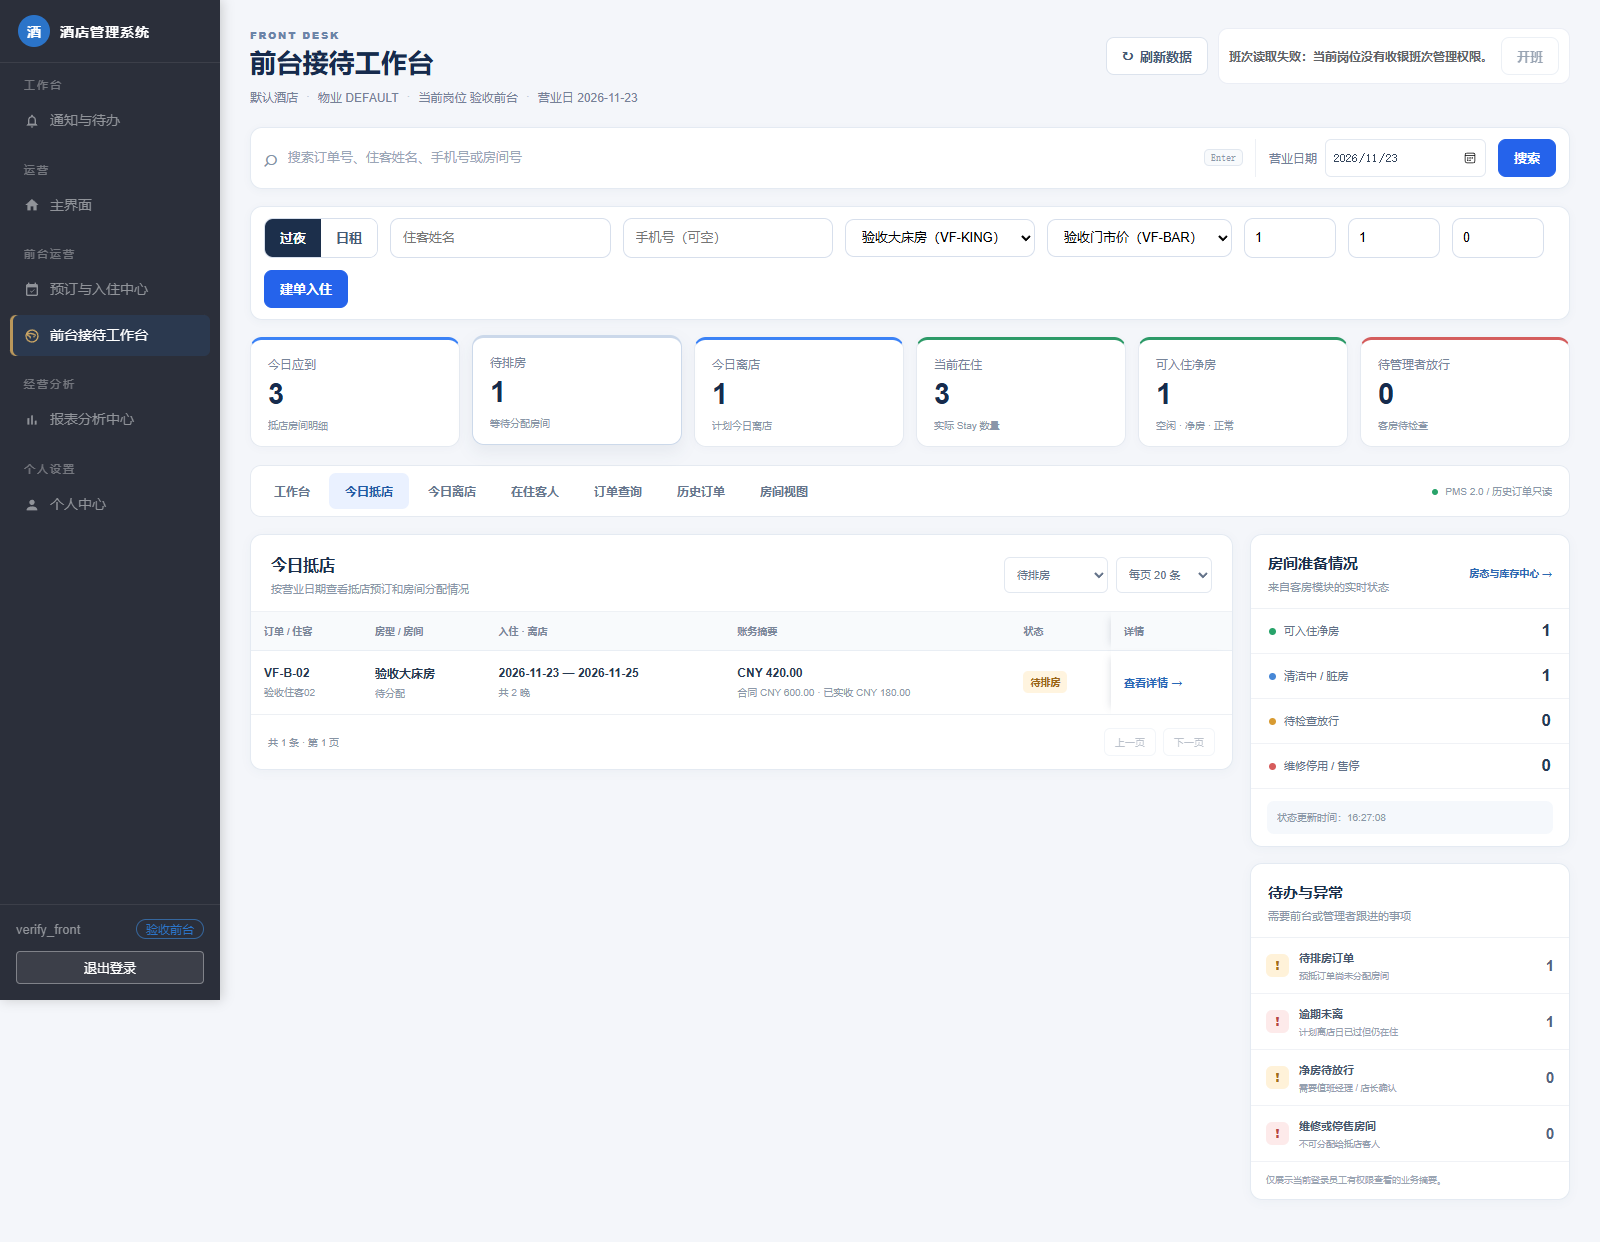 酒 酒店管理系统
工作台
通知与待办
运营
主界面
前台运营
预订与入住中心
前台接待工作台
经营分析
报表分析中心
个人设置
个人中心
verify_front 验收前台
退出登录
FRONT DESK
前台接待工作台
默认酒店 · 物业 DEFAULT · 当前岗位 验收前台 · 营业日 2026-11-23
↻ 刷新数据
班次读取失败：当前岗位没有收银班次管理权限。 开班
搜索订单号、住客姓名、手机号或房间号 Enter 营业日期 2026/11/23 搜索
过夜 日租 住客姓名 手机号（可空） 验收大床房（VF-KING） 验收门市价（VF-BAR） 1 1 0
建单入住
今日应到
3
抵店房间明细
待排房
1
等待分配房间
今日离店
1
计划今日离店
当前在住
3
实际 Stay 数量
可入住净房
1
空闲 · 净房 · 正常
待管理者放行
0
客房待检查
工作台 今日抵店 今日离店 在住客人 订单查询 历史订单 房间视图 PMS 2.0 / 历史订单只读
今日抵店
按营业日期查看抵店预订和房间分配情况
待排房 每页 20 条
订单 / 住客 房型 / 房间 入住 · 离店 账务摘要 状态 详情
VF-B-02 验收大床房 2026-11-23 — 2026-11-25 CNY 420.00 待排房 查看详情 →
验收住客02 待分配 共 2 晚 合同 CNY 600.00 · 已实收 CNY 180.00
共 1 条 · 第 1 页 上一页 下一页
房间准备情况
来自客房模块的实时状态
房态与库存中心 →
可入住净房 1
清洁中 / 脏房 1
待检查放行 0
维修停用 / 售停 0
状态更新时间：16:27:08
待办与异常
需要前台或管理者跟进的事项
! 待排房订单 1
预抵订单尚未分配房间
! 逾期未离 1
计划离店日已过但仍在住
! 净房待放行 0
需要值班经理 / 店长确认
! 维修或停售房间 0
不可分配给抵店客人
仅展示当前登录员工有权限查看的业务摘要。